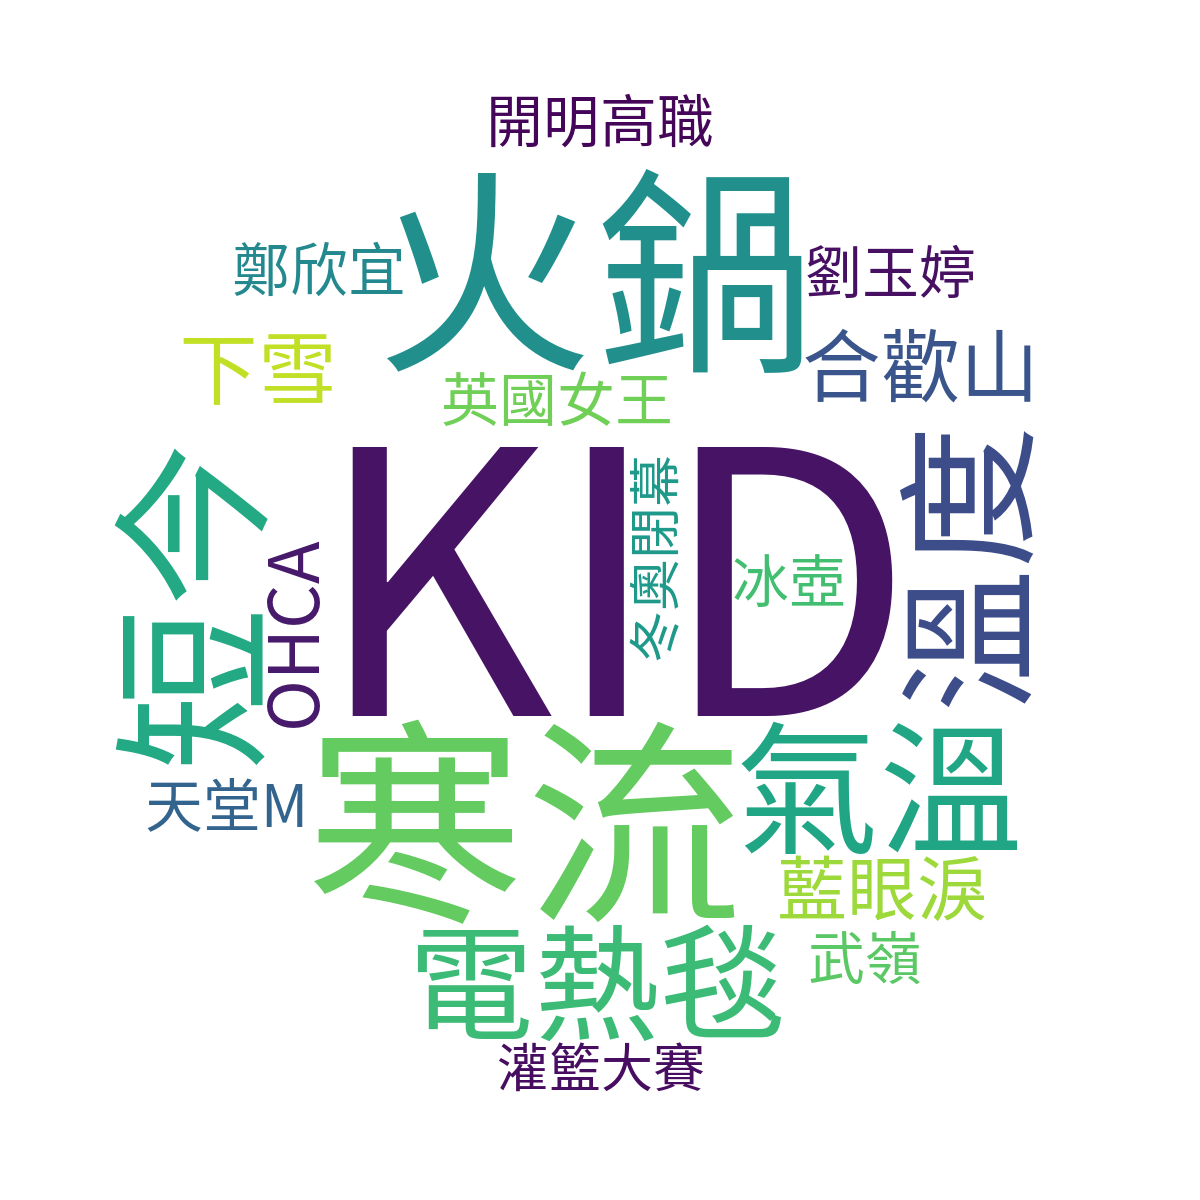 開明高職
火鍋
鄭欣宜
劉玉婷
下雪
合歡山
英國女王
KID
短今
OHCA
冬奧閉幕
冰壺
溫度
寒流
氣溫
天堂M
藍眼淚
電熱毯
武嶺
灌籃大賽